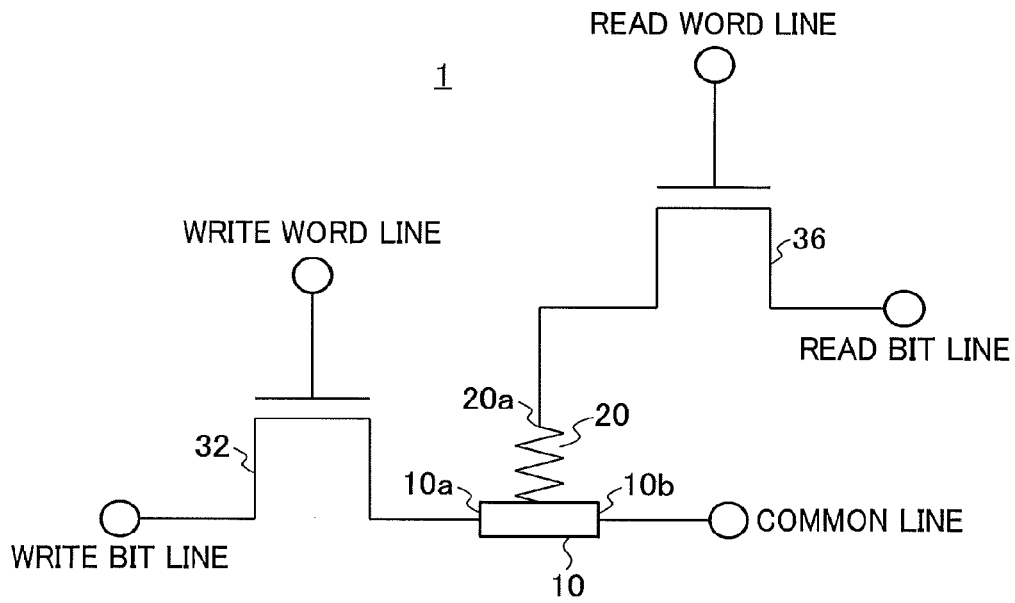 READ WORD LINE
1
WRITE WORD LINE
36
READ BIT LINE
20a
20
32
10a
10b
COMMON LINE
WRITE BIT LINE
10